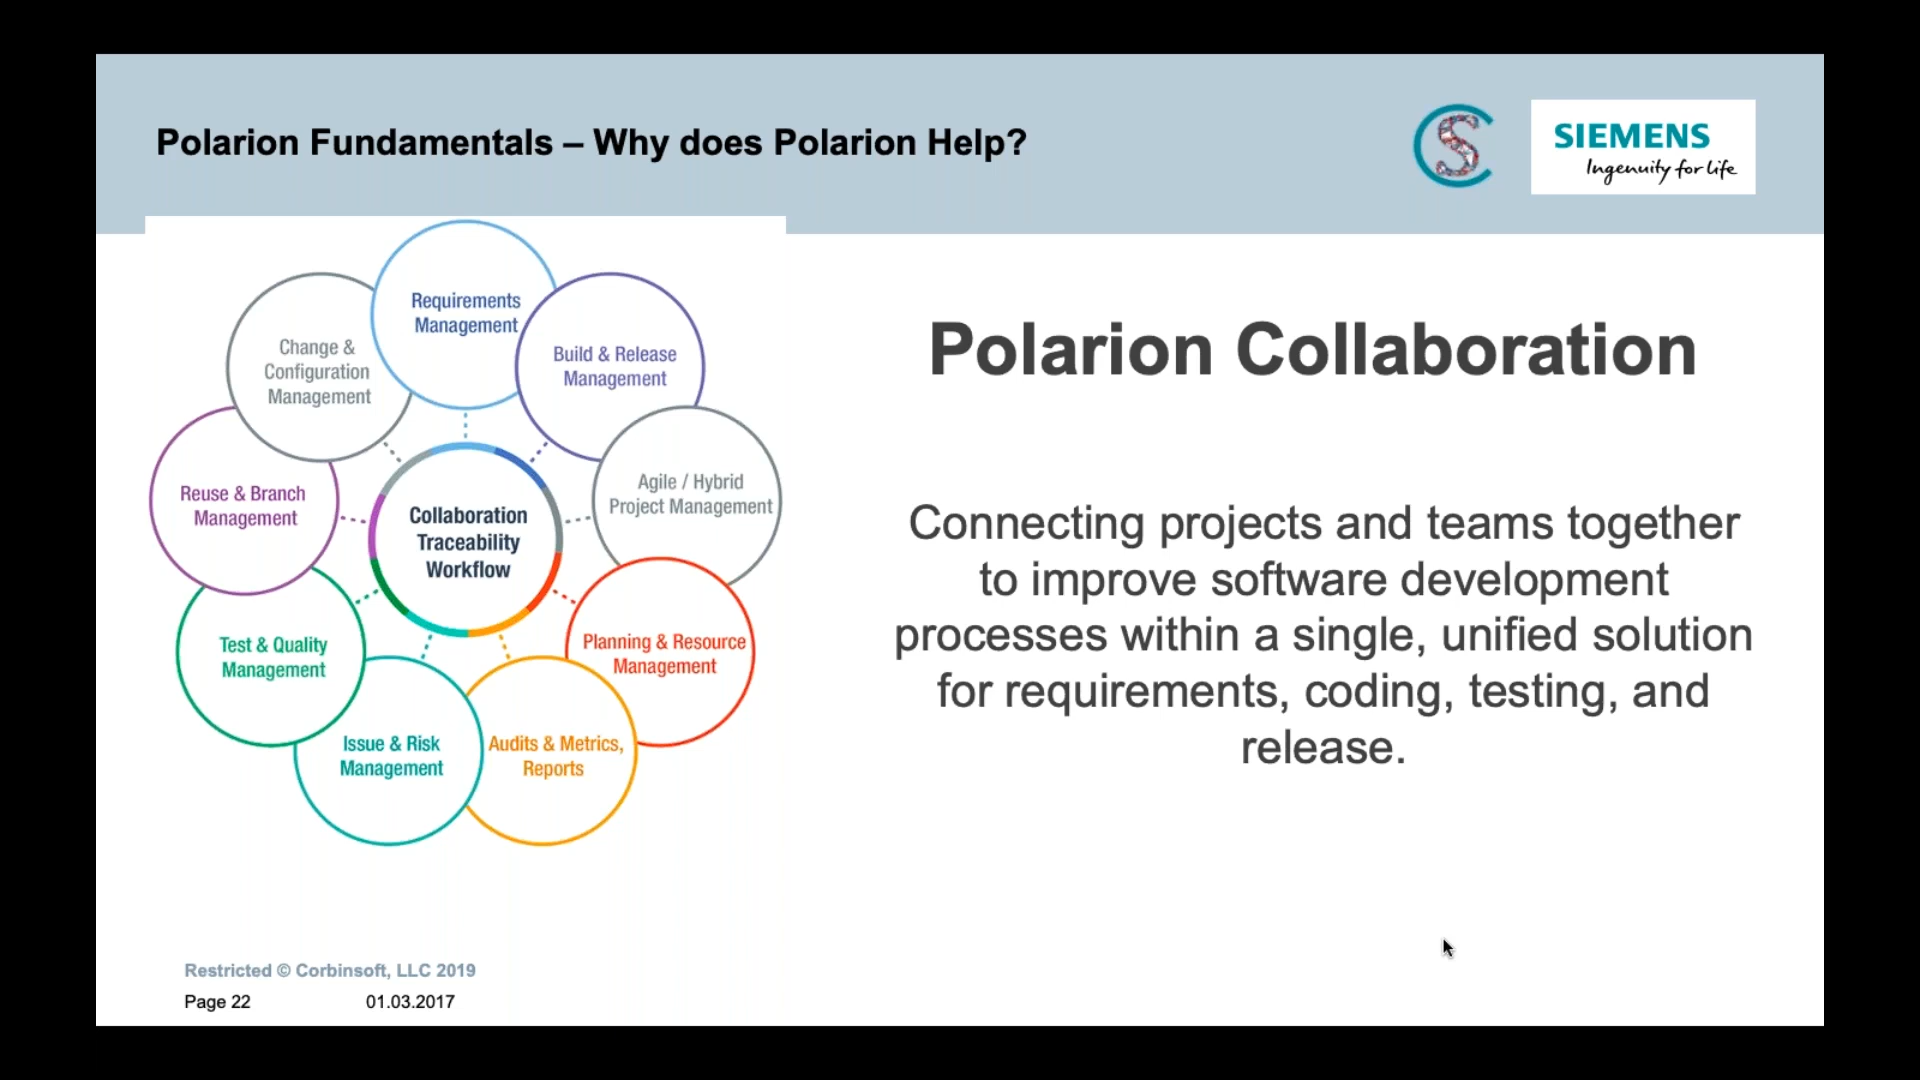 Polarion Fundamentals – Why does Polarion Help?
SIEMENS
Ingenuity for life
Requirements
Management
Build & Release
Management
Change &
Configuration
Management
Agile / Hybrid
Project Management
Reuse & Branch
Management
Collaboration
Traceability
Workflow
Planning & Resource
Management
Test & Quality
Management
Issue & Risk
Management
Audits & Metrics,
Reports
Polarion Collaboration
Connecting projects and teams together
to improve software development
processes within a single, unified solution
for requirements, coding, testing, and
release.
Restricted © Corbinsoft, LLC 2019
Page 22
01.03.2017